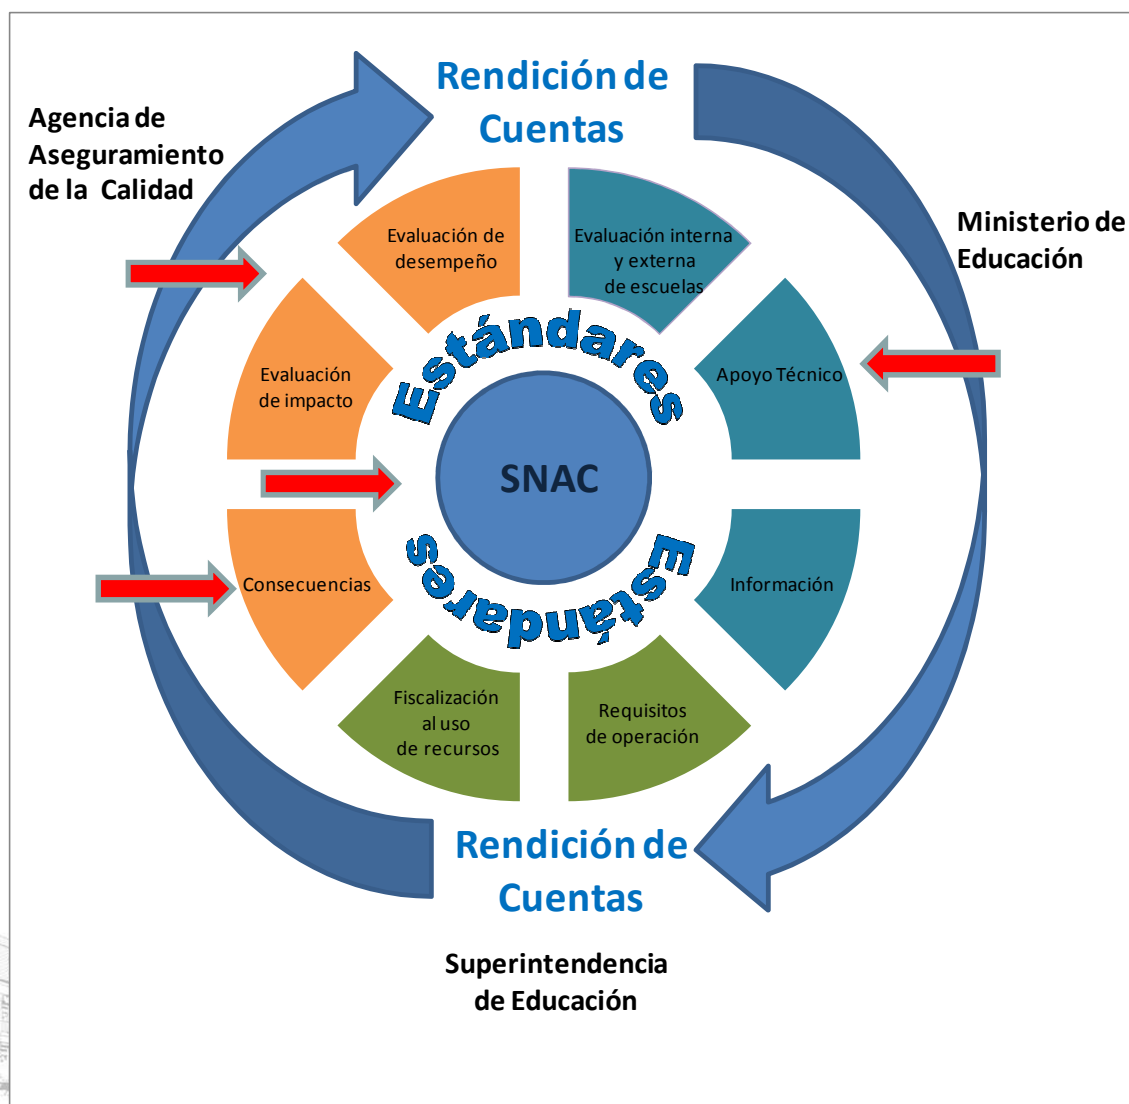 Rendición de
Cuentas
Agencia de
Aseguramiento
de la Calidad
Ministerio de
Educación
Evaluación de
desempeño
Evaluación interna
y externa
de escuelas
Estándares
Evaluación
de impacto
Apoyo Técnico
SNAC
Consecuencias
Información
Estándares
Fiscalización
al uso
de recursos
Requisitos
de operación
Rendición de
Cuentas
Superintendencia
de Educación